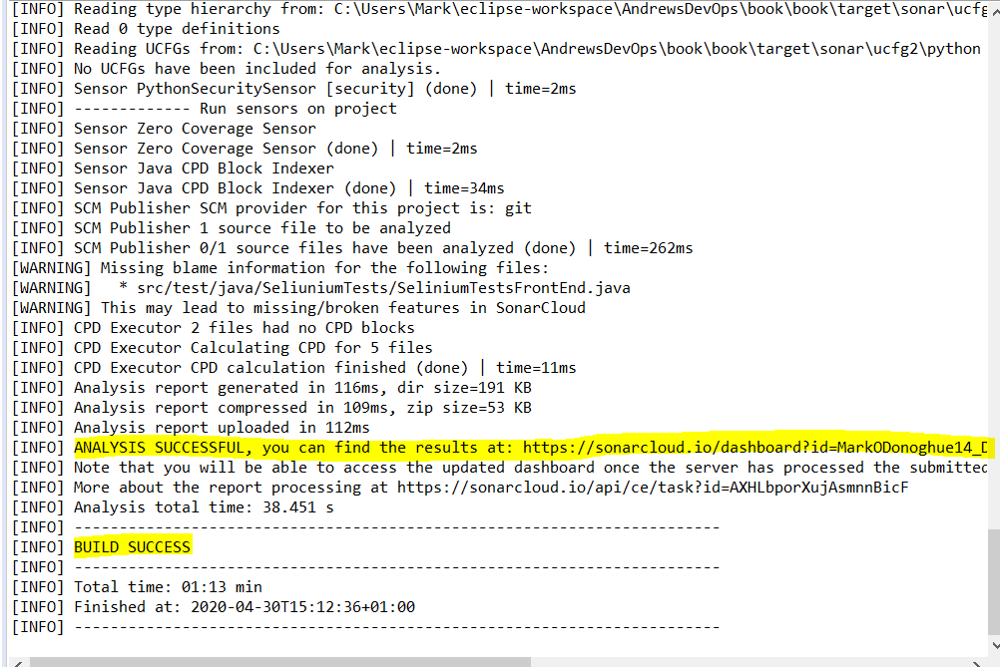 [INFO] Reading type hierarchy from: C:\Users\Mark\eclipse-workspace\AndrewsDevOps\book\book\target\sonar\ucfg
[INFO] Read 0 type definitions
[INFO] Reading UCFGs from: C:\Users\Mark\eclipse-workspace\AndrewsDevOps\book\book\target\sonar\ucfg2\python
[INFO] No UCFGs have been included for analysis.
[INFO] Sensor PythonSecuritySensor [security] (done) | time=2ms
[INFO] ------------- Run sensors on project
[INFO] Sensor Zero Coverage Sensor
[INFO] Sensor Zero Coverage Sensor (done) | time=2ms
[INFO] Sensor Java CPD Block Indexer
[INFO] Sensor Java CPD Block Indexer (done) | time=34ms
[INFO] SCM Publisher SCM provider for this project is: git
[INFO] SCM Publisher 1 source file to be analyzed
[INFO] SCM Publisher 0/1 source files have been analyzed (done) | time=262ms
[WARNING] Missing blame information for the following files:
[WARNING]   * src/test/java/SeliuniumTests/SeliniumTestsFrontEnd.java
[WARNING] This may lead to missing/broken features in SonarCloud
[INFO] CPD Executor 2 files had no CPD blocks
[INFO] CPD Executor Calculating CPD for 5 files
[INFO] CPD Executor CPD calculation finished (done) | time=11ms
[INFO] Analysis report generated in 116ms, dir size=191 KB
[INFO] Analysis report compressed in 109ms, zip size=53 KB
[INFO] Analysis report uploaded in 112ms
[INFO] ANALYSIS SUCCESSFUL, you can find the results at: https://sonarcloud.io/dashboard?id=MarkODonoghue14_D
[INFO] Note that you will be able to access the updated dashboard once the server has processed the submitted
[INFO] More about the report processing at https://sonarcloud.io/api/ce/task?id=AXHLbporXujAsmnnBicF
[INFO] Analysis total time: 38.451 s
[INFO] ------------------------------------------------------------------------
[INFO] BUILD SUCCESS
[INFO] ------------------------------------------------------------------------
[INFO] Total time: 01:13 min
[INFO] Finished at: 2020-04-30T15:12:36+01:00
[INFO] ------------------------------------------------------------------------